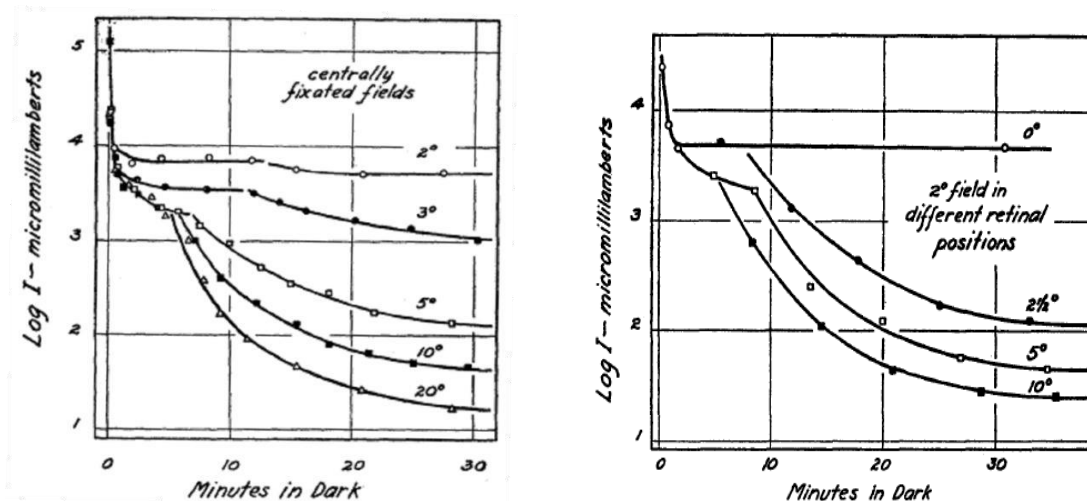 Log I – micromillilamberts
5
4
3
2
1
centrally
fixated fields
2°
3°
5°
10°
20°
0 10 20 30
Minutes in Dark
Log I – micromillilamberts
4
3
2
1
0°
2° field in
different retinal
positions
2½°
5°
10°
0 10 20 30
Minutes in Dark